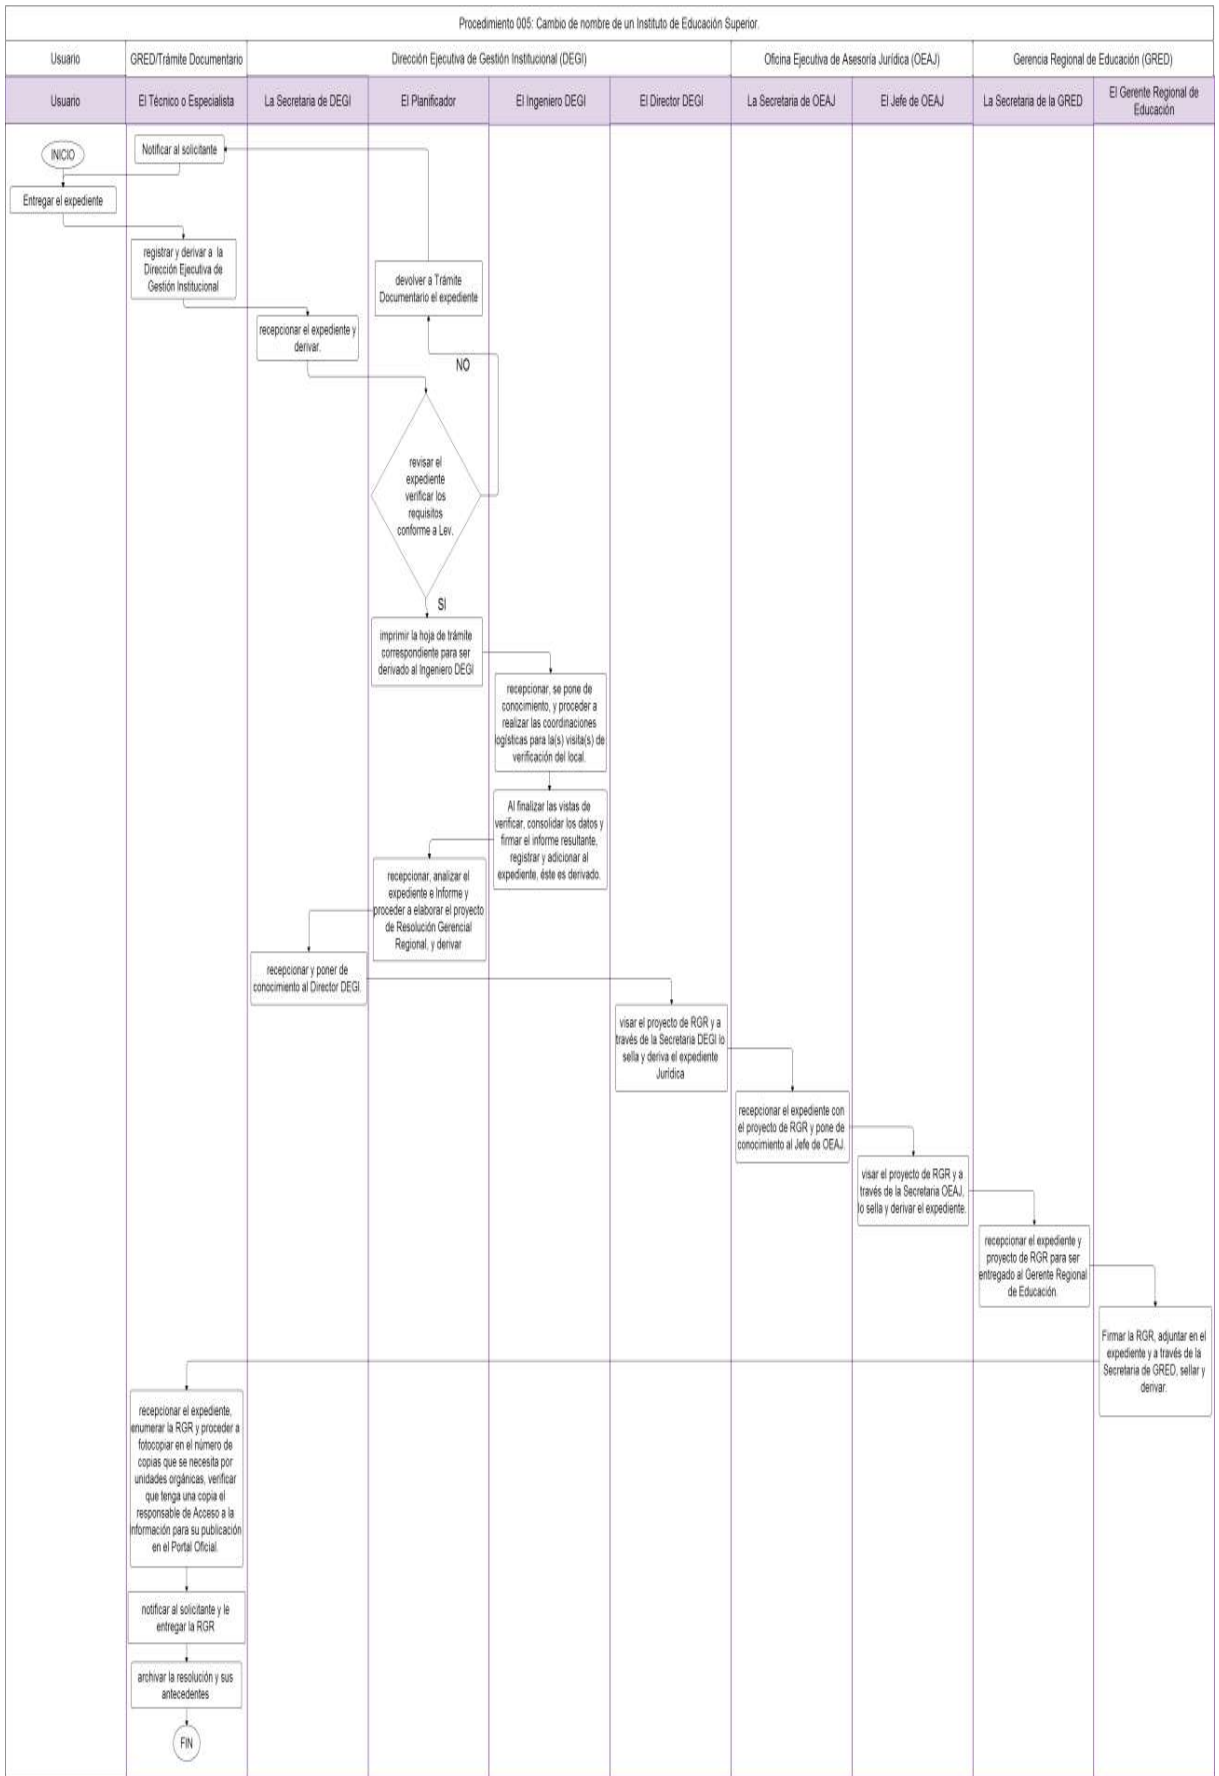 Procedimiento 005: Cambio de nombre de un Instituto de Educación Superior.
Usuario
GRED/Trámite Documentario
Dirección Ejecutiva de Gestión Institucional (DEGI)
Oficina Ejecutiva de Asesoría Jurídica (OEAJ)
Gerencia Regional de Educación (GRED)
Usuario
El Técnico o Especialista
La Secretaria de DEGI
El Planificador
El Ingeniero DEGI
El Director DEGI
La Secretaria de OEAJ
El Jefe de OEAJ
La Secretaria de la GRED
El Gerente Regional de
Educación
INICIO
Notificar al solicitante
Entregar el expediente
registrar y derivar a la
Dirección Ejecutiva de
Gestión Institucional
devolver a Trámite
Documentario el expediente
recepcionar el expediente y
derivar.
NO
revisar el
expediente
verificar los
requisitos
conforme a Lev.
SI
imprimir la hoja de trámite
correspondiente para ser
derivado al Ingeniero DEGI
recepcionar, se pone de
conocimiento, y proceder a
realizar las coordinaciones
logísticas para la(s) visita(s) de
verificación del local.
Al finalizar las vistas de
verificar, consolidar los datos y
firmar el informe resultante,
registrar y adicionar al
expediente, éste es derivado.
recepcionar, analizar el
expediente e Informe y
proceder a elaborar el proyecto
de Resolución Gerencial
Regional, y derivar
recepcionar y poner de
conocimiento al Director DEGI.
visar el proyecto de RGR y a
través de la Secretaria DEGI lo
sella y deriva el expediente
Jurídica
recepcionar el expediente con
el proyecto de RGR y pone de
conocimiento al Jefe de OEAJ.
visar el proyecto de RGR y a
través de la Secretaria OEAJ,
lo sella y derivar el expediente.
recepcionar el expediente y
proyecto de RGR para ser
entregado al Gerente Regional
de Educación.
Firmar la RGR, adjuntar en el
expediente y a través de la
Secretaria de GRED, sellar y
derivar.
recepcionar el expediente,
enumerar la RGR y proceder a
fotocopiar en el número de
copias que se necesita por
unidades orgánicas, verificar
que tenga una copia el
responsable de Acceso a la
Información para su publicación
en el Portal Oficial.
notificar al solicitante y le
entregar la RGR
archivar la resolución y sus
antecedentes
FIN